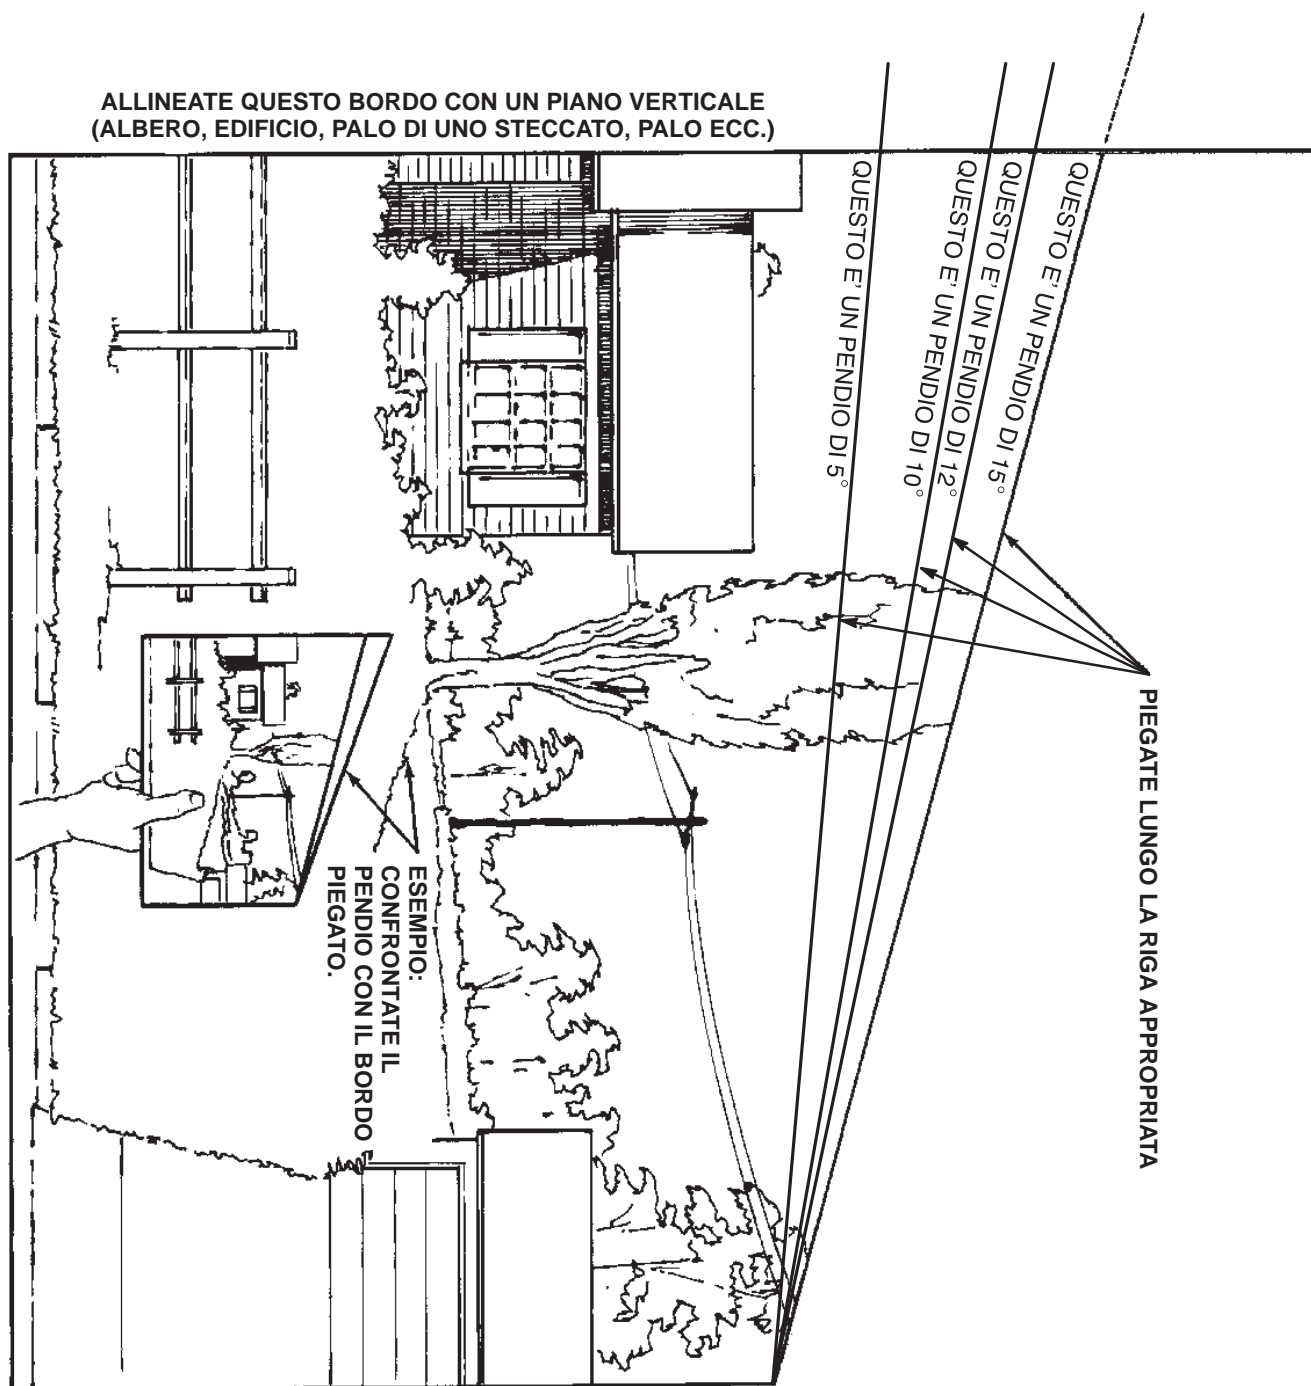 ALLINEATE QUESTO BORDO CON UN PIANO VERTICALE
(ALBERO, EDIFICIO, PALO DI UNO STECCATO, PALO ECC.)
QUESTO E' UN PENDIO DI 15°
QUESTO E' UN PENDIO DI 12°
QUESTO E' UN PENDIO DI 10°
QUESTO E' UN PENDIO DI 5°
PIEGATE LUNGO LA RIGA APPROPRIATA
ESEMPIO:
CONFRONTATE IL
PENDIO CON IL BORDO
PIEGATO.